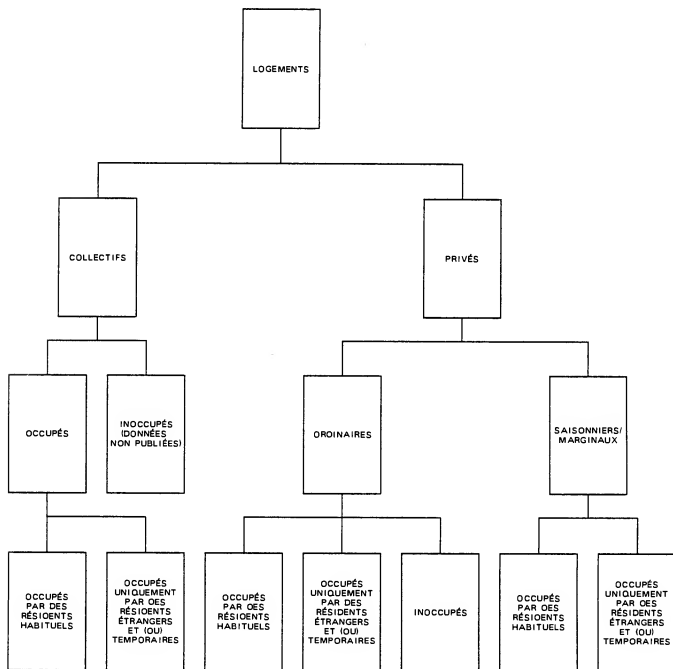 LOGEMENTS
COLLECTIFS
PRIVÉS
OCCUPÉS
INOCCUPÉS
(DONNÉES
NON PUBLIÉES)
OROINAIRES
SAISONNIERS/
MARGINAUX
OCCUPÉS
PAR DES
RÉSIOENTS
HABITUELS
OCCUPÉS
UNIQUEMENT
PAR OES
RÉSIDENTS
ÉTRANGERS
ET (OU)
TEMPORAIRES
OCCUPÉS
PAR OES
RÉSIDENTS
HABITUELS
OCCUPÉS
UNIQUEMENT
PAR DES
RÉSIDENTS
ÉTRANGERS
ET (OU)
TEMPORAIRES
INOCCUPÉS
OCCUPÉS
PAR OES
RÉSIDENTS
HABITUELS
OCCUPÉS
UNIQUEMENT
PAR OES
RÉSIDENTS
ÉTRANGERS
ET (OU)
TEMPORAIRES